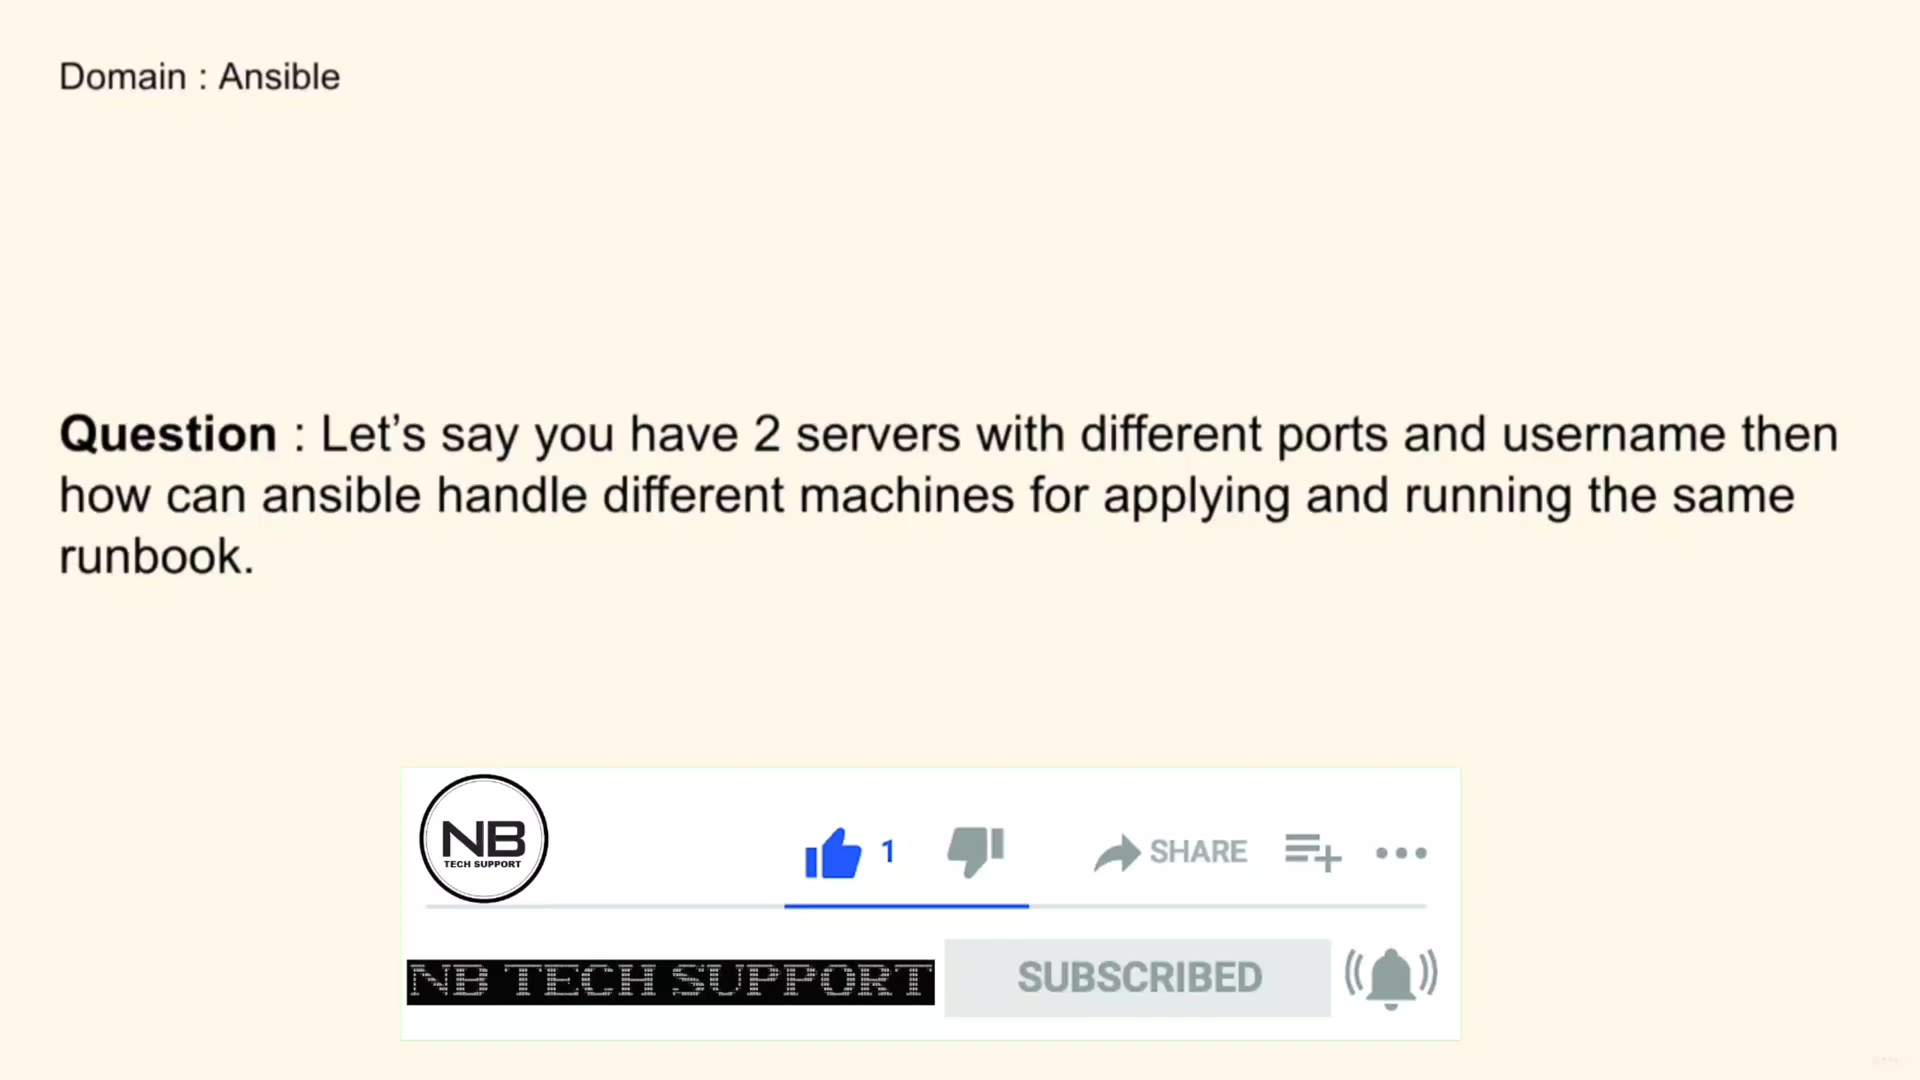 Domain : Ansible
Question : Let’s say you have 2 servers with different ports and username then
how can ansible handle different machines for applying and running the same
runbook.
NB
TECH SUPPORT
1
SHARE
NB TECH SUPPORT
SUBSCRIBED